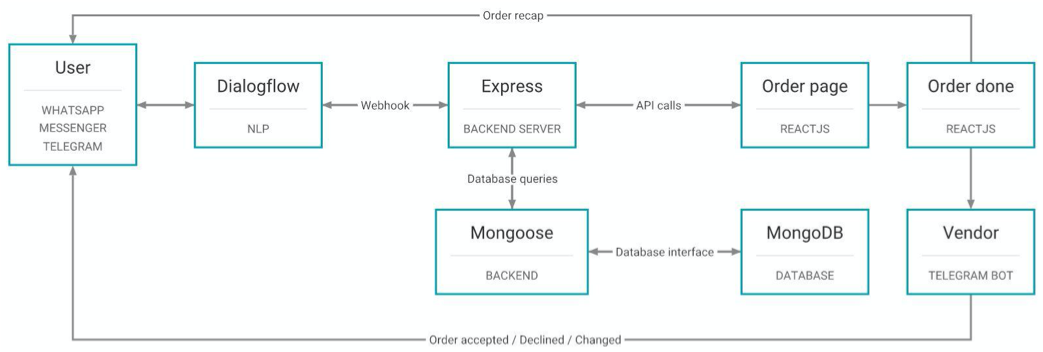 Order recap
User
WHATSAPP
MESSENGER
TELEGRAM
Dialogflow
NLP
Webhook
Express
BACKEND SERVER
API calls
Order page
REACTJS
Order done
REACTJS
Database queries
Mongoose
BACKEND
Database interface
MongoDB
DATABASE
Vendor
TELEGRAM BOT
Order accepted / Declined / Changed